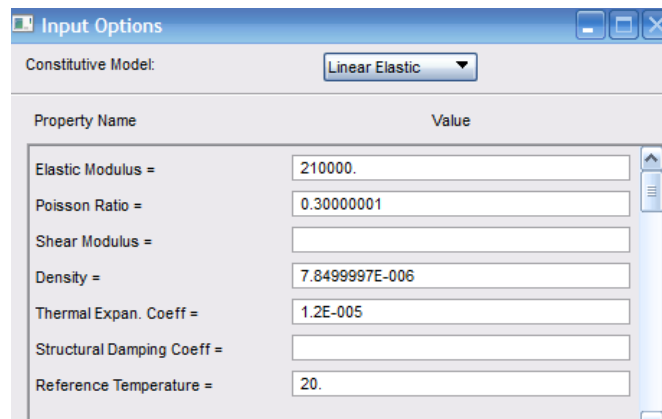 Input Options
Constitutive Model: Linear Elastic
Property Name Value
Elastic Modulus = 210000.
Poisson Ratio = 0.30000001
Shear Modulus =
Density = 7.8499997E-006
Thermal Expan. Coeff = 1.2E-005
Structural Damping Coeff =
Reference Temperature = 20.